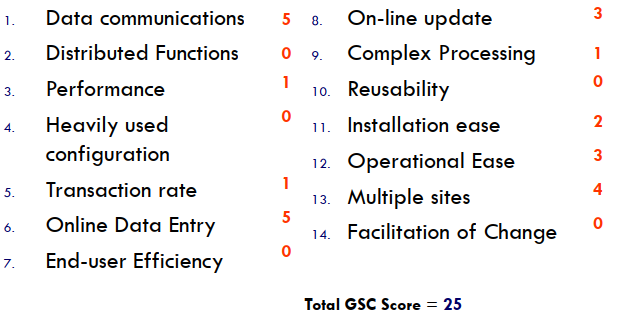 1. Data communications 5
2. Distributed Functions 0
3. Performance 1
4. Heavily used 0
configuration
5. Transaction rate 1
6. Online Data Entry 5
7. End-user Efficiency 0
8. On-line update 3
9. Complex Processing 1
10. Reusability 0
11. Installation ease 2
12. Operational Ease 3
13. Multiple sites 4
14. Facilitation of Change 0
Total GSC Score = 25